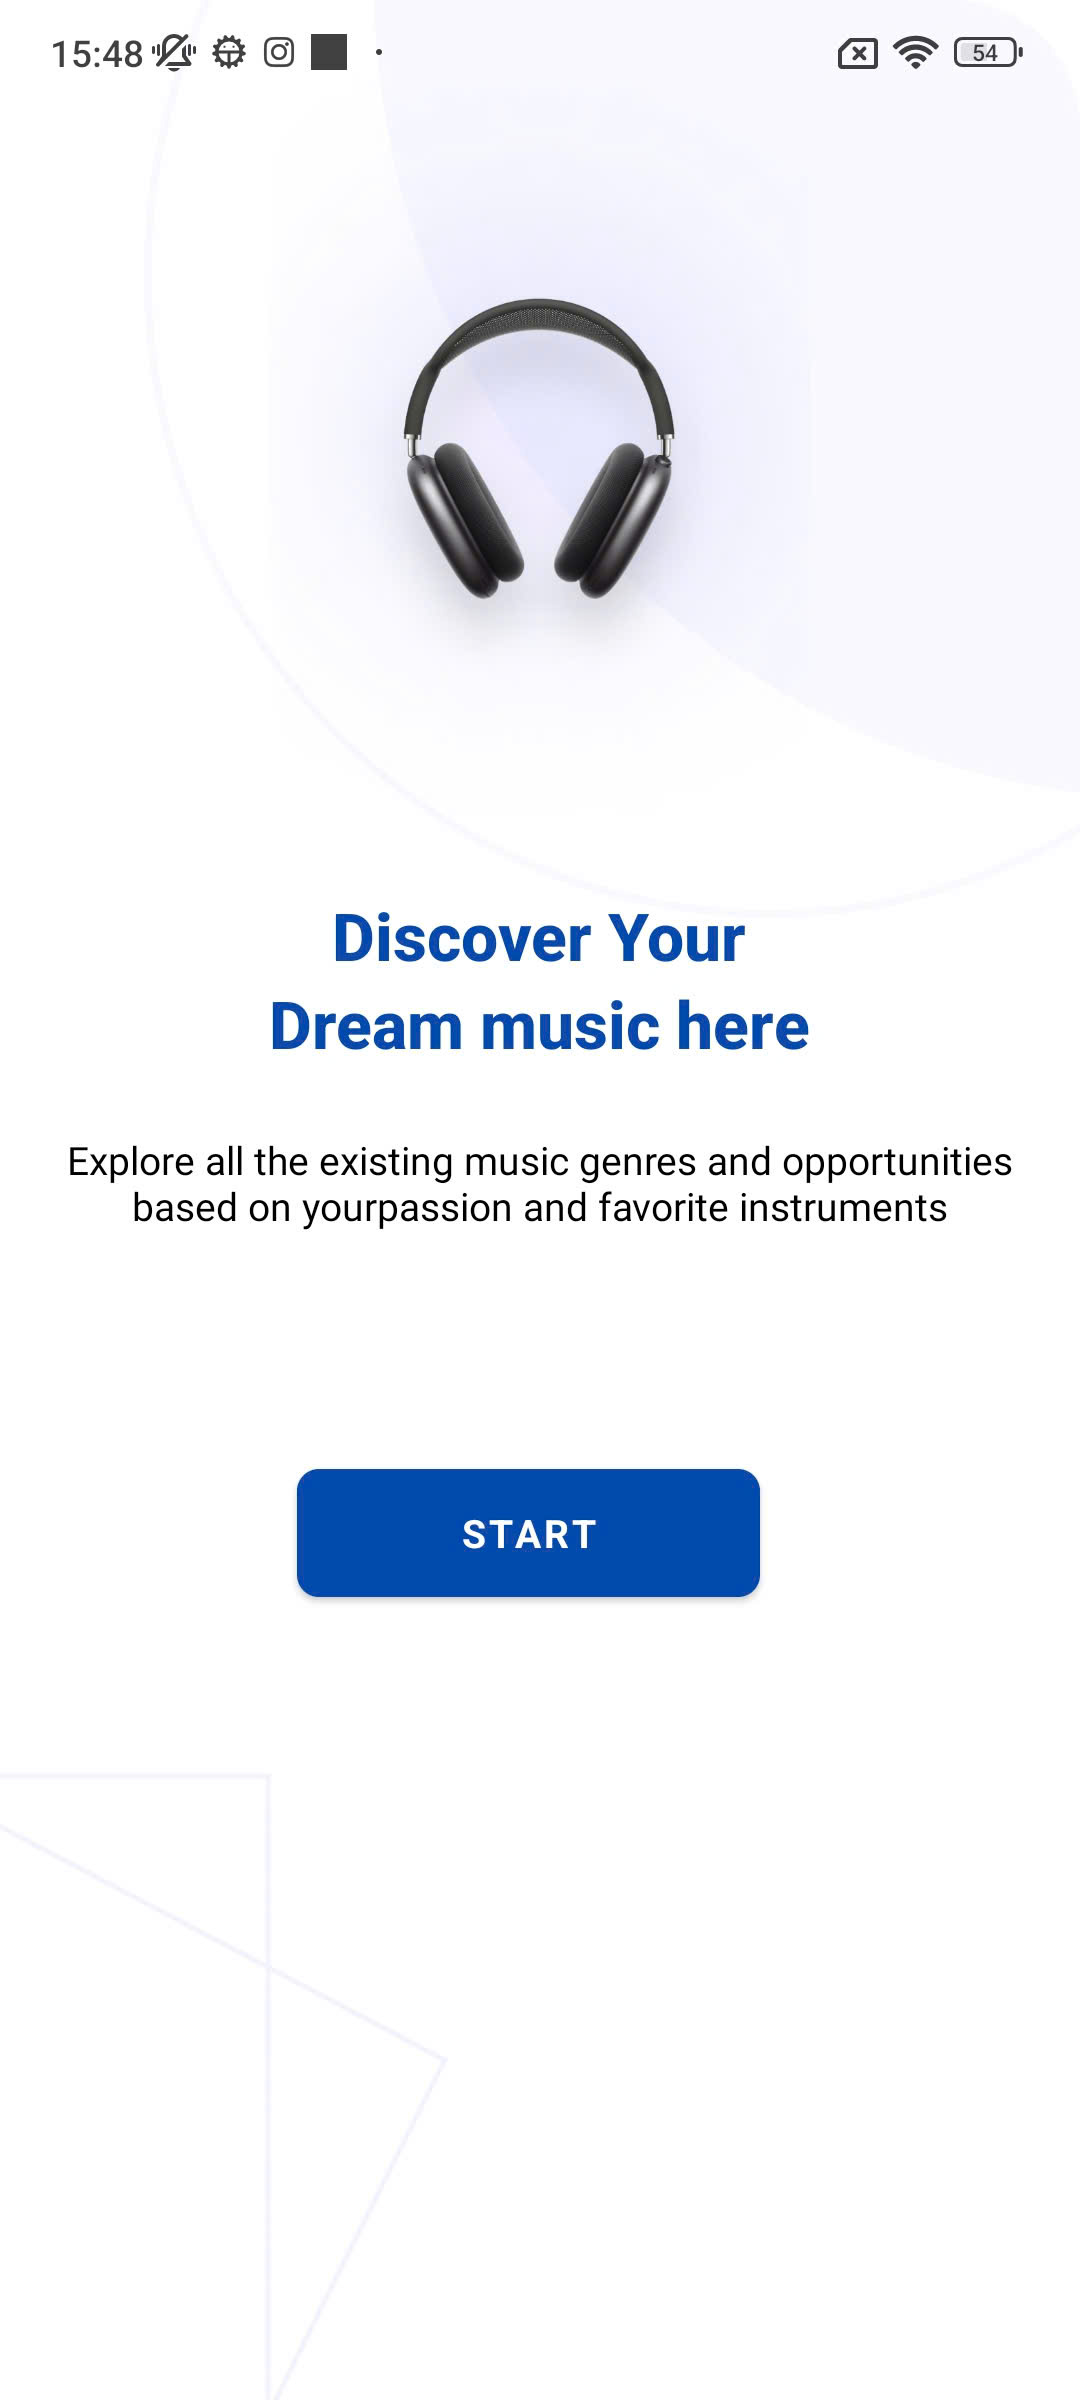 15:48
54
Discover Your
Dream music here
Explore all the existing music genres and opportunities
based on yourpassion and favorite instruments
START